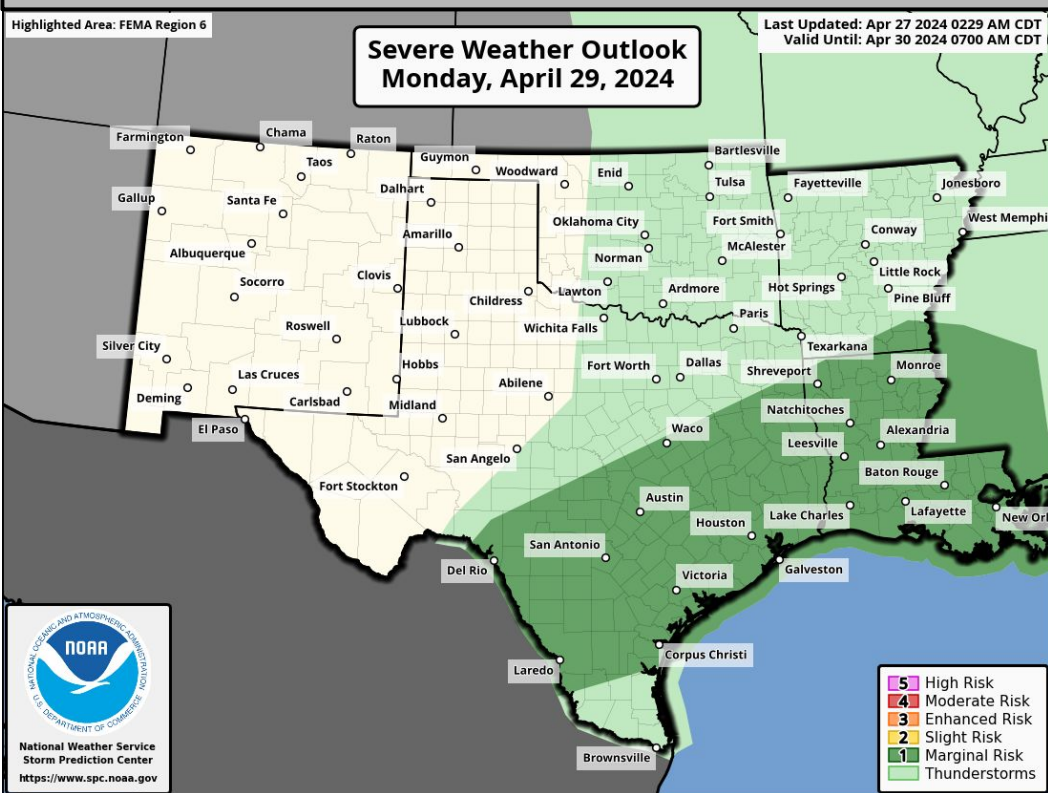 Highlighted Area: FEMA Region 6
Last Updated: Apr 27 2024 0229 AM CDT
Valid Until: Apr 30 2024 0700 AM CDT
Severe Weather Outlook
Monday, April 29, 2024
Farmington
Chama
Raton
Taos
Guymon
Woodward
Enid
Bartlesville
Tulsa
Fayetteville
Jonesboro
Gallup
Santa Fe
Dalhart
Oklahoma City
Fort Smith
West Memphi
Albuquerque
Amarillo
Norman
McAlester
Conway
Socorro
Clovis
Childress
Lawton
Ardmore
Hot Springs
Little Rock
Pine Bluff
Roswell
Lubbock
Wichita Falls
Paris
Texarkana
Silver City
Las Cruces
Hobbs
Fort Worth
Dallas
Shreveport
Monroe
Deming
Carlsbad
Midland
Abilene
Natchitoches
El Paso
San Angelo
Waco
Leesville
Alexandria
Fort Stockton
Baton Rouge
Austin
Houston
Lake Charles
Lafayette
New Orl
San Antonio
Del Rio
Victoria
Galveston
Laredo
Corpus Christi
Brownsville
NATIONAL OCEANIC AND ATMOSPHERIC ADMINISTRATION
NOAA
U.S. DEPARTMENT OF COMMERCE
National Weather Service
Storm Prediction Center
https://www.spc.noaa.gov
5 High Risk
4 Moderate Risk
3 Enhanced Risk
2 Slight Risk
1 Marginal Risk
Thunderstorms